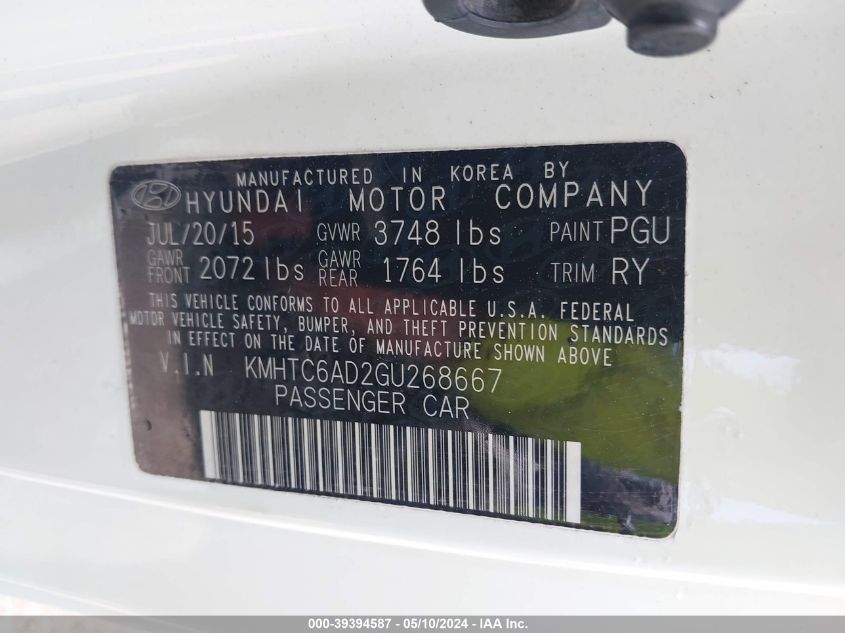 MANUFACTURED IN KOREA BY
HYUNDAI MOTOR COMPANY
JUL/20/15 GVWR 3748 lbs PAINT PGU
GAWR FRONT 2072 lbs GAWR REAR 1764 lbs TRIM RY
THIS VEHICLE CONFORMS TO ALL APPLICABLE U.S.A. FEDERAL
MOTOR VEHICLE SAFETY, BUMPER, AND THEFT PREVENTION STANDARDS
IN EFFECT ON THE DATE OF MANUFACTURE SHOWN ABOVE
V.I.N KMHTC6AD2GU268667
PASSENGER CAR
000-39394587 - 05/10/2024 - IAA Inc.